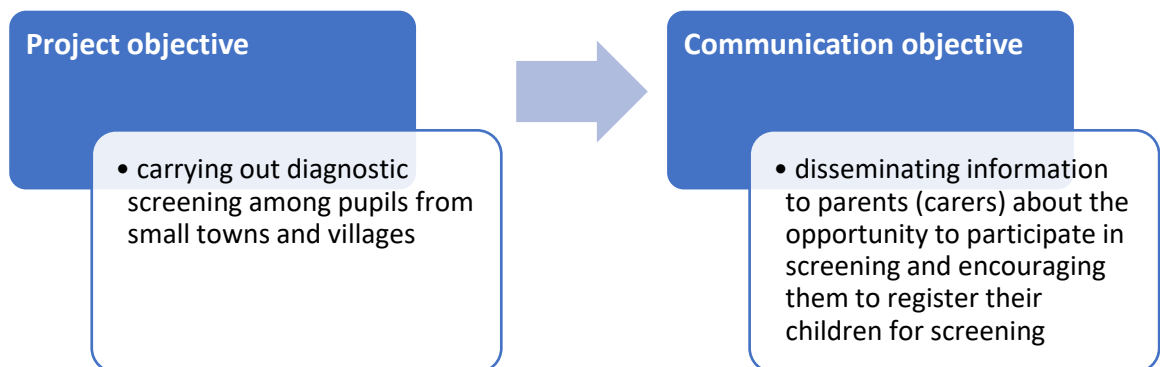 Project objective
• carrying out diagnostic
screening among pupils from
small towns and villages
Communication objective
• disseminating information
to parents (carers) about the
opportunity to participate in
screening and encouraging
them to register their
children for screening